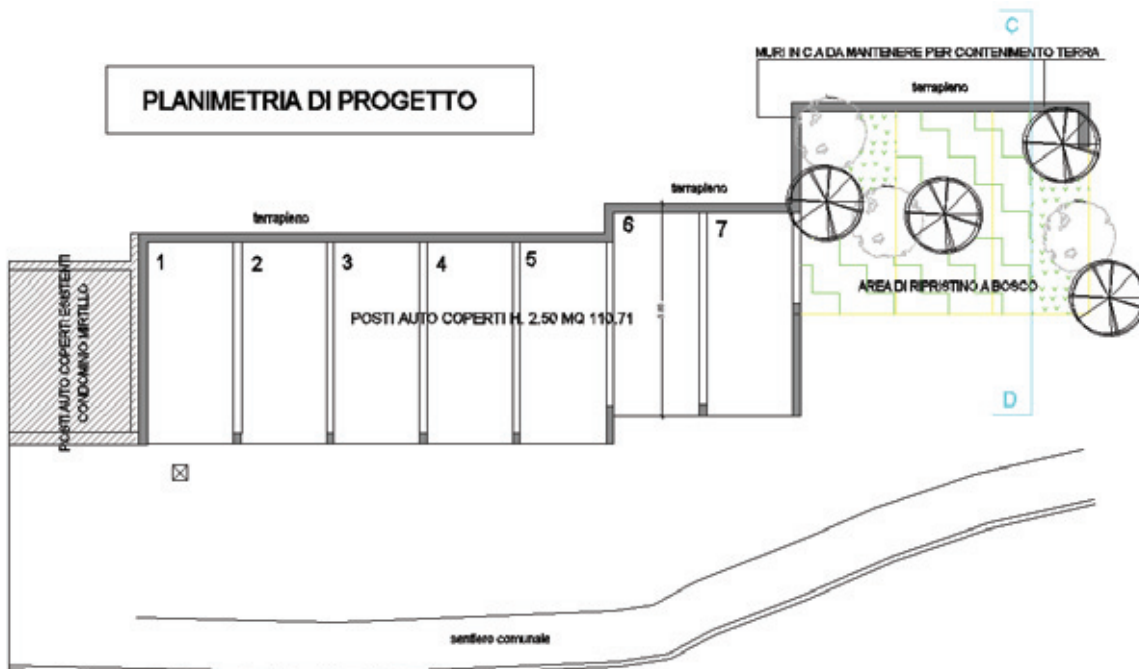 C
MURI IN C.A DA MANTENERE PER CONTENIMENTO TERRA
PLANIMETRIA DI PROGETTO
terrapieno
terrapieno
terrapieno
6
7
1
2
3
4
5
POSTI AUTO COPERTI ESISTENTI
CONDOMINIO MIRTILLO
AREA DI RIPRISTINO A BOSCO
POSTI AUTO COPERTI H. 2.50 MQ 110.71
D
sentiero comunale